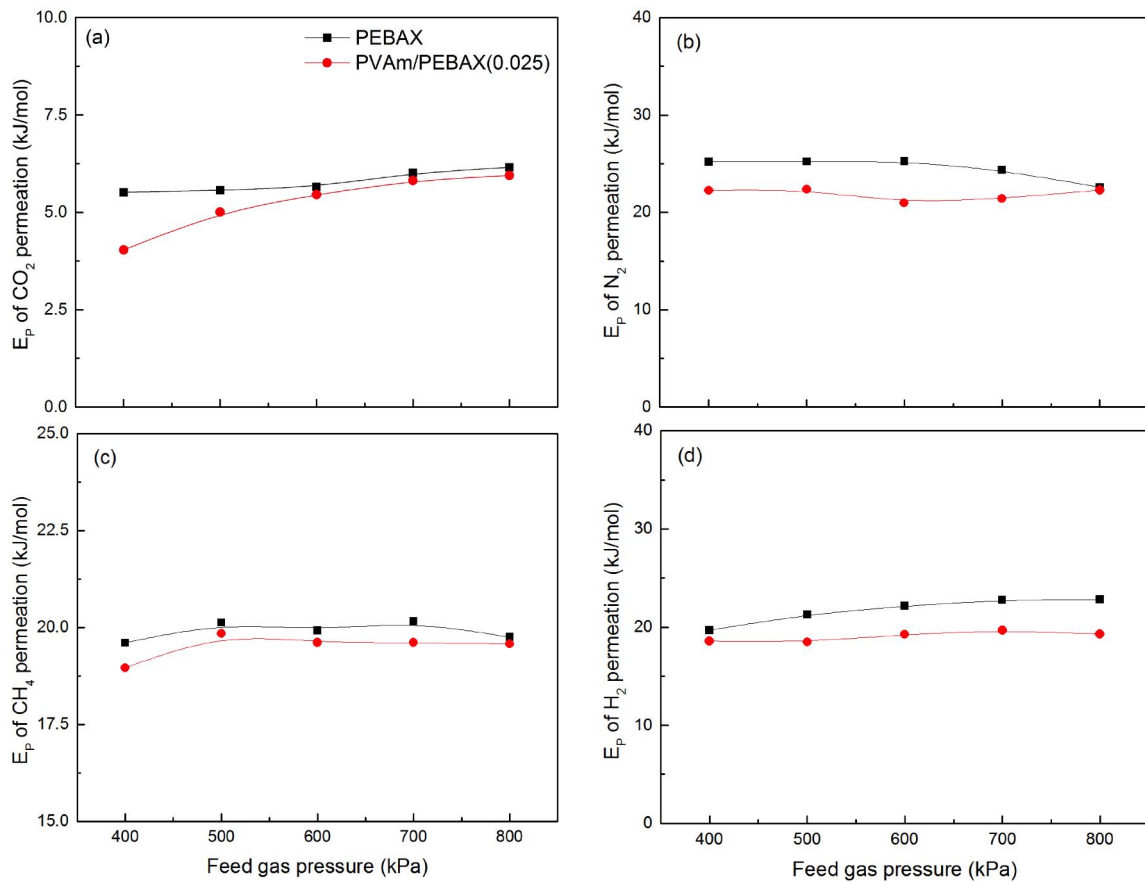 (a)
PEBAX
PVAm/PEBAX(0.025)
10.0
7.5
5.0
2.5
0.0
E_P of CO_2 permeation (kJ/mol)
(b)
40
30
20
10
0
E_P of N_2 permeation (kJ/mol)
(c)
25.0
22.5
20.0
17.5
15.0
E_P of CH_4 permeation (kJ/mol)
400 500 600 700 800
Feed gas pressure (kPa)
(d)
40
30
20
10
0
E_P of H_2 permeation (kJ/mol)
400 500 600 700 800
Feed gas pressure (kPa)